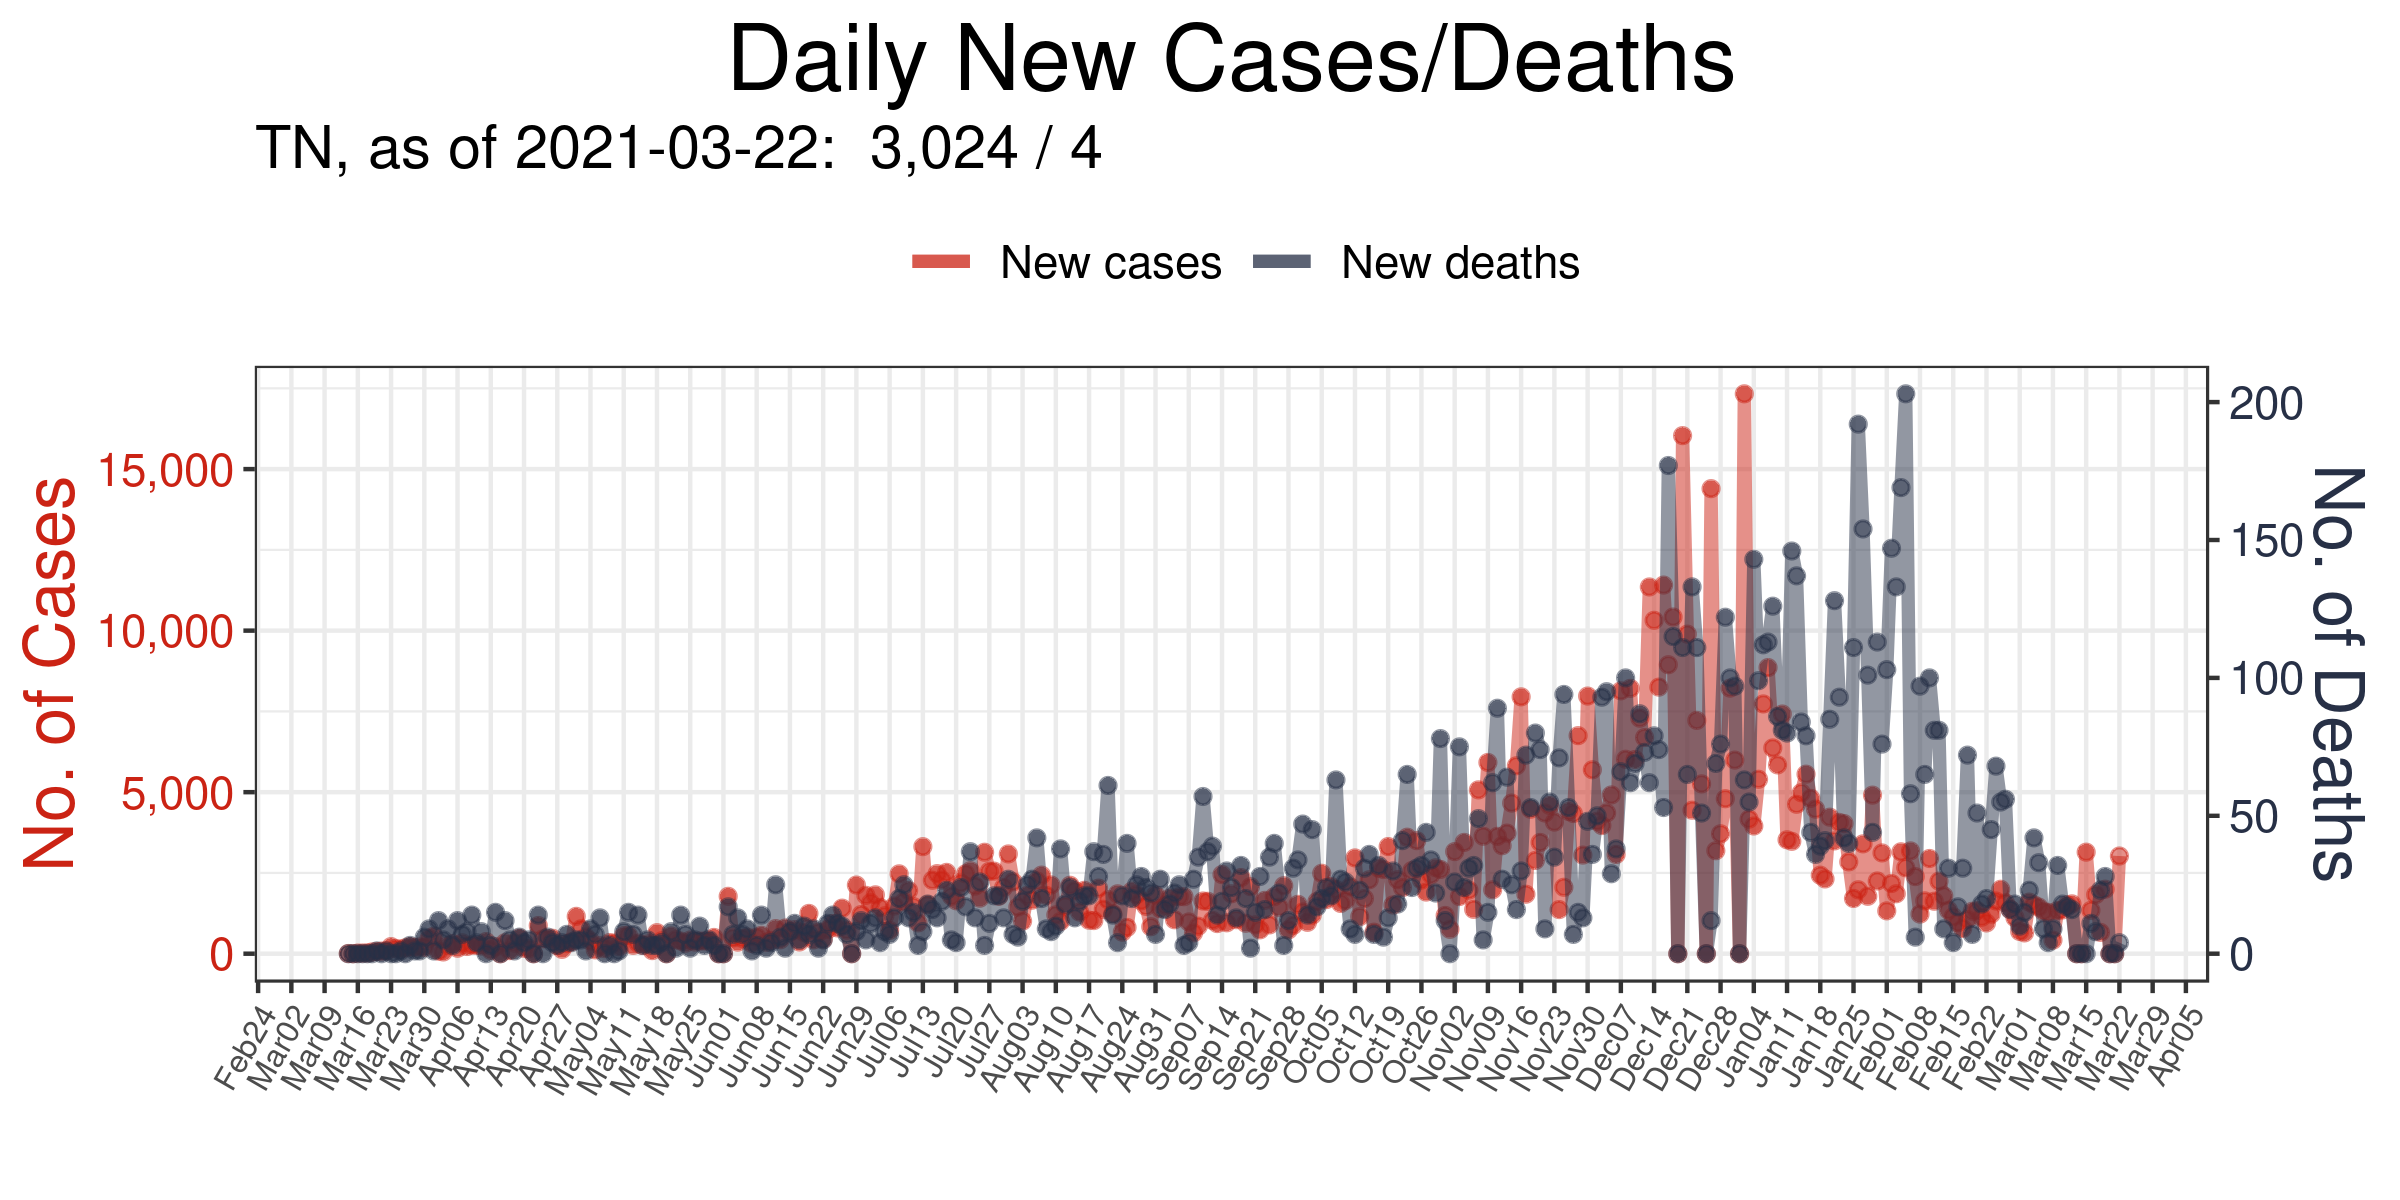 Daily New Cases/Deaths
TN, as of 2021-03-22:  3,024 / 4
New cases
New deaths
No. of Cases
15,000
10,000
5,000
0
200
150
100
50
0
No. of Deaths
Feb24
Mar02
Mar09
Mar16
Mar23
Mar30
Apr06
Apr13
Apr20
Apr27
May04
May11
May18
May25
Jun01
Jun08
Jun15
Jun22
Jun29
Jul06
Jul13
Jul20
Jul27
Aug03
Aug10
Aug17
Aug24
Aug31
Sep07
Sep14
Sep21
Sep28
Oct05
Oct12
Oct19
Oct26
Nov02
Nov09
Nov16
Nov23
Nov30
Dec07
Dec14
Dec21
Dec28
Jan04
Jan11
Jan18
Jan25
Feb01
Feb08
Feb15
Feb22
Mar01
Mar08
Mar15
Mar22
Mar29
Apr05